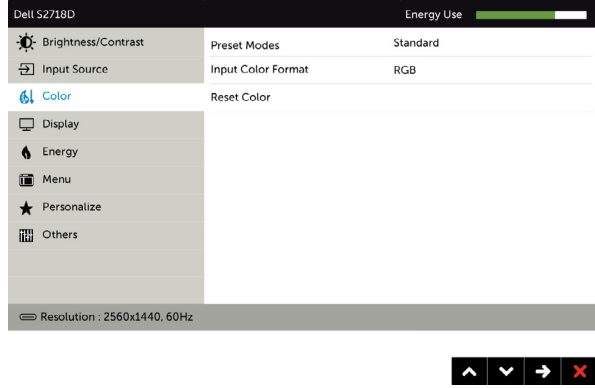 Dell S2718D Energy Use
Brightness/Contrast
Input Source
Color
Display
Energy
Menu
Personalize
Others
Preset Modes Standard
Input Color Format RGB
Reset Color
Resolution : 2560x1440, 60Hz